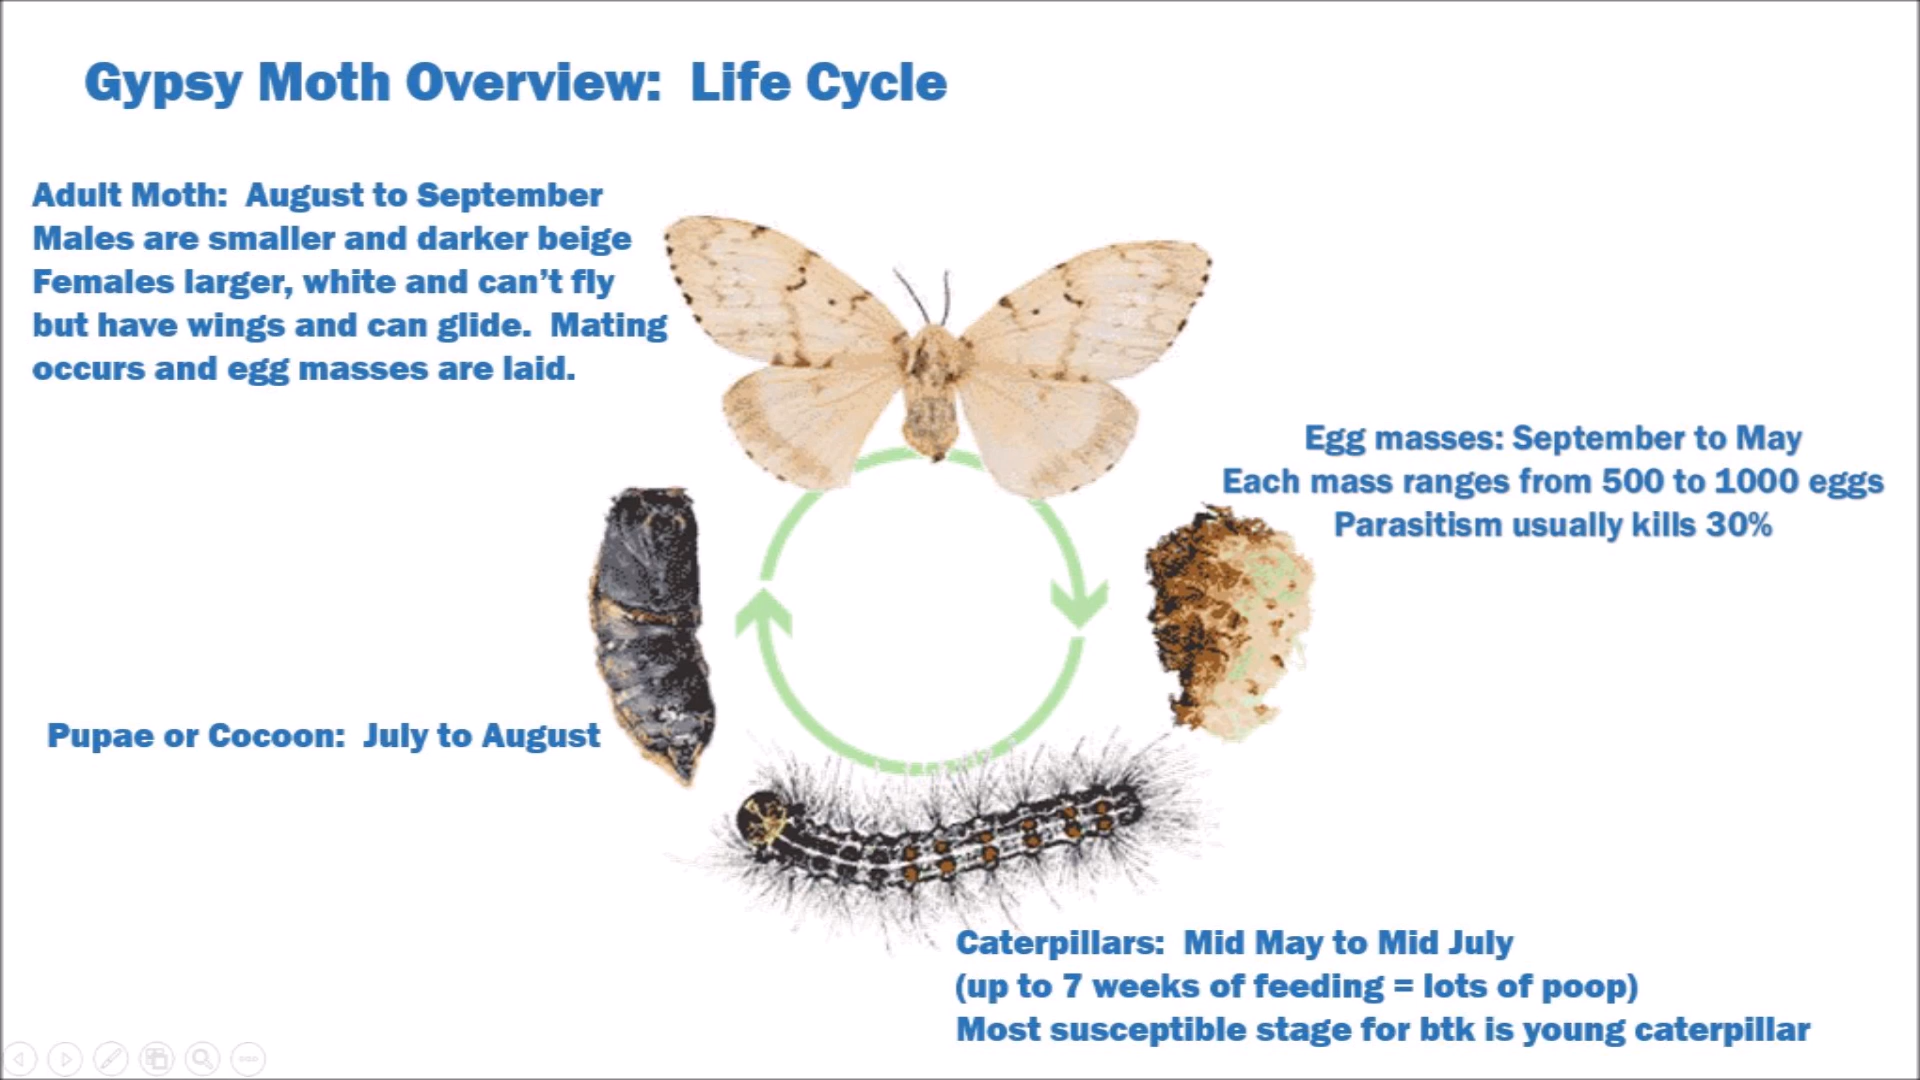 Gypsy Moth Overview:  Life Cycle
Adult Moth:  August to September
Males are smaller and darker beige
Females larger, white and can’t fly
but have wings and can glide.  Mating
occurs and egg masses are laid.
Egg masses: September to May
Each mass ranges from 500 to 1000 eggs
Parasitism usually kills 30%
Pupae or Cocoon:  July to August
Caterpillars:  Mid May to Mid July
(up to 7 weeks of feeding = lots of poop)
Most susceptible stage for btk is young caterpillar